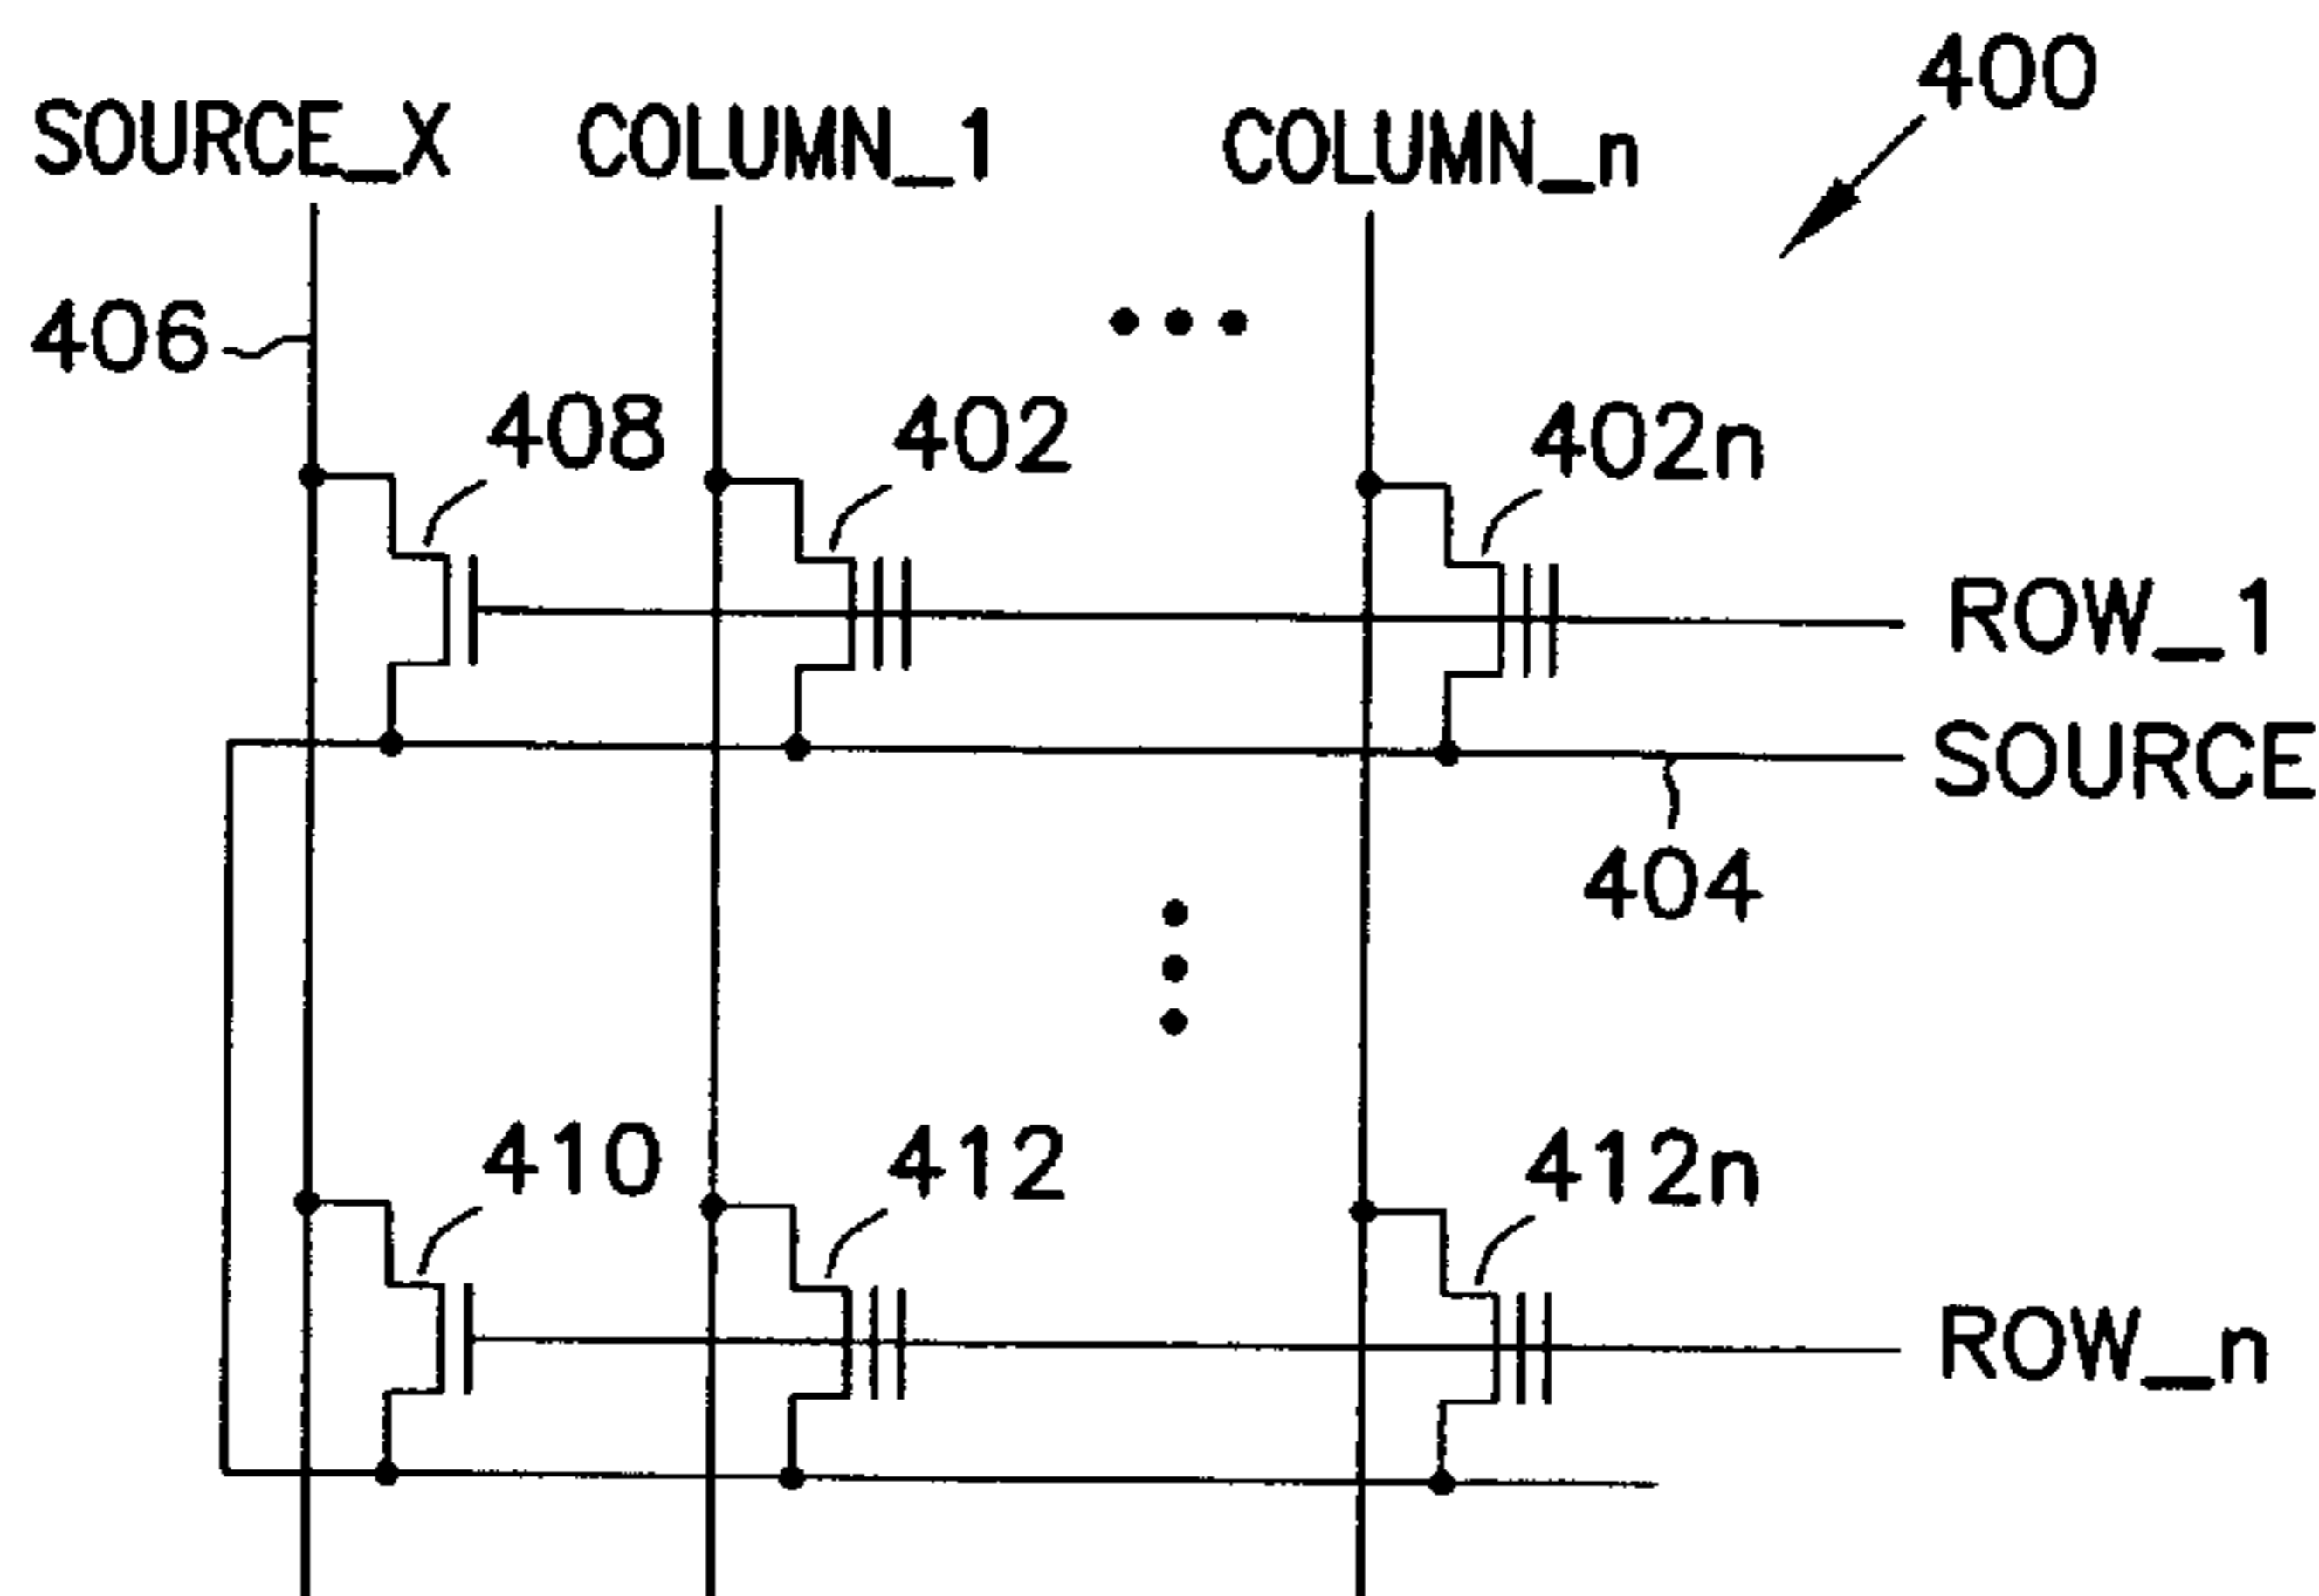 400
SOURCE_X COLUMN_1 COLUMN_n
406
408 402 402n
ROW_1
SOURCE
404
410 412 412n
ROW_n